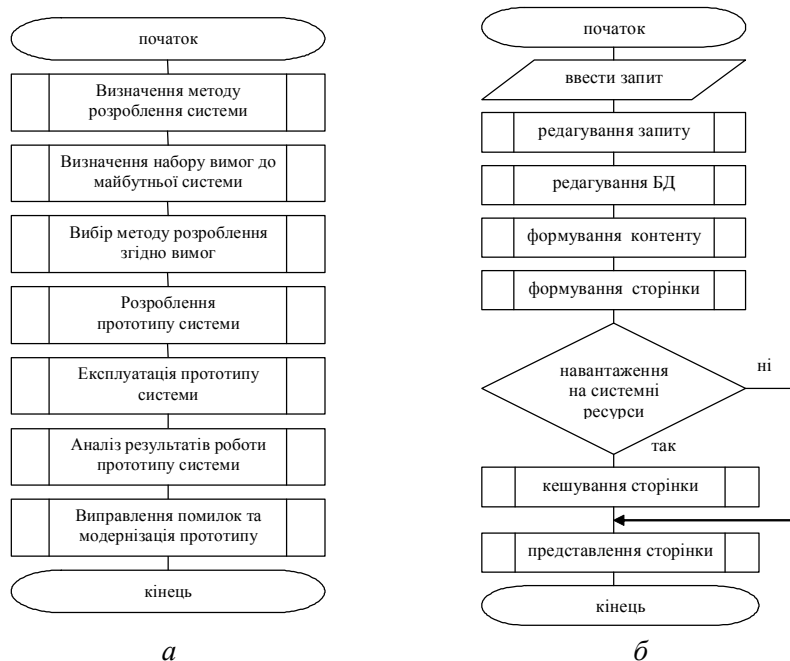 початок
Визначення методу
розроблення системи
Визначення набору вимог до
майбутньої системи
Вибір методу розроблення
згідно вимог
Розроблення
прототипу системи
Експлуатація прототипу
системи
Аналіз результатів роботи
прототипу системи
Виправлення помилок та
модернізація прототипу
кінець
а
початок
ввести запит
редагування запиту
редагування БД
формування контенту
формування сторінки
навантаження
на системні
ресурси
ні
так
кешування сторінки
представлення сторінки
кінець
б